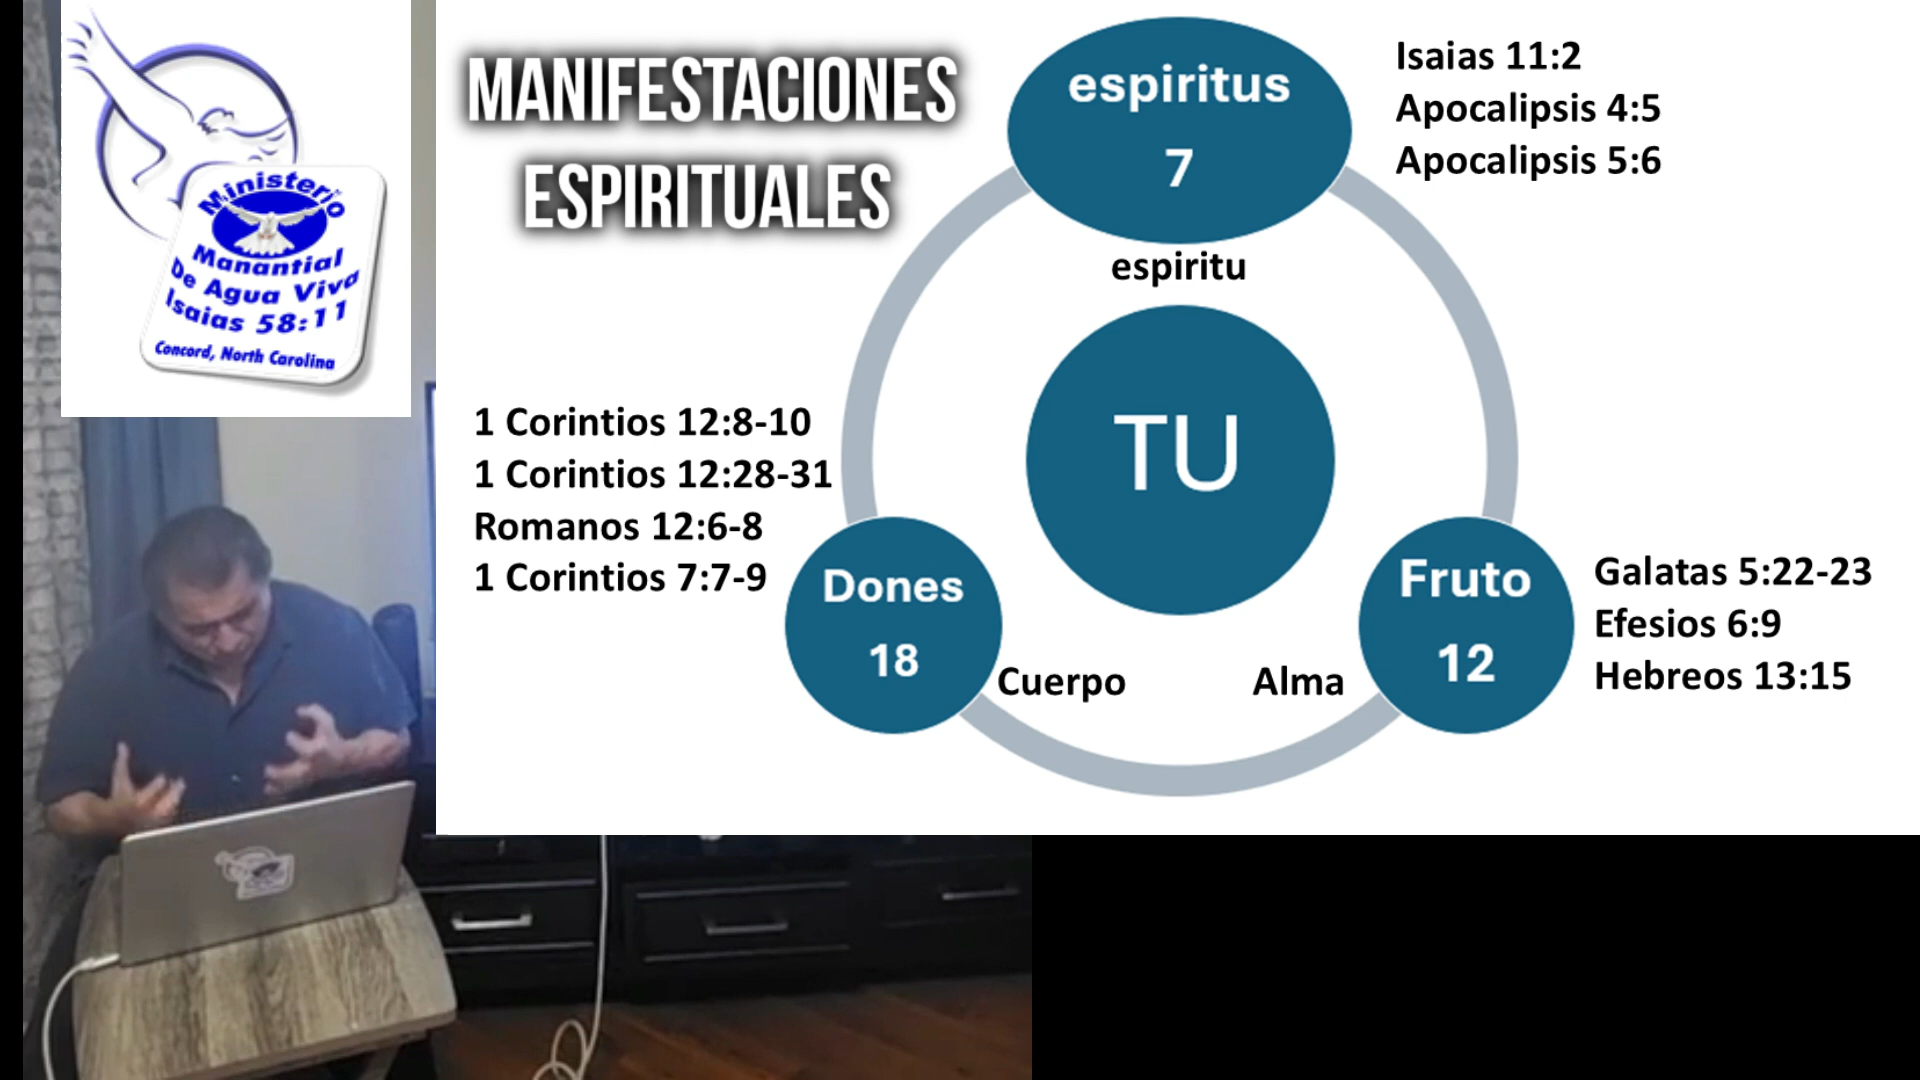 Ministerio
Manantial
De Agua Viva
Isaias 58:11
Concord, North Carolina
MANIFESTACIONES
ESPIRITUALES
espiritus
7
Isaias 11:2
Apocalipsis 4:5
Apocalipsis 5:6
espiritu
TU
1 Corintios 12:8-10
1 Corintios 12:28-31
Romanos 12:6-8
1 Corintios 7:7-9
Dones
18
Cuerpo
Alma
Fruto
12
Galatas 5:22-23
Efesios 6:9
Hebreos 13:15